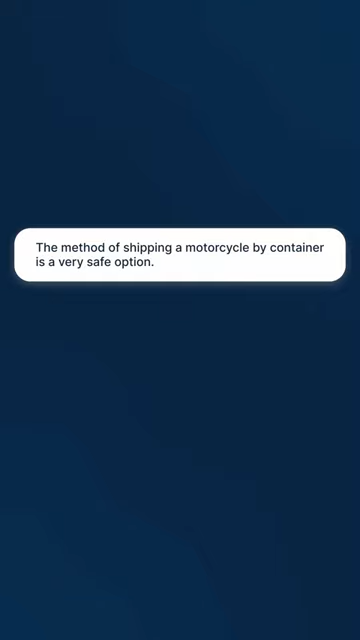 The method of shipping a motorcycle by container
is a very safe option.